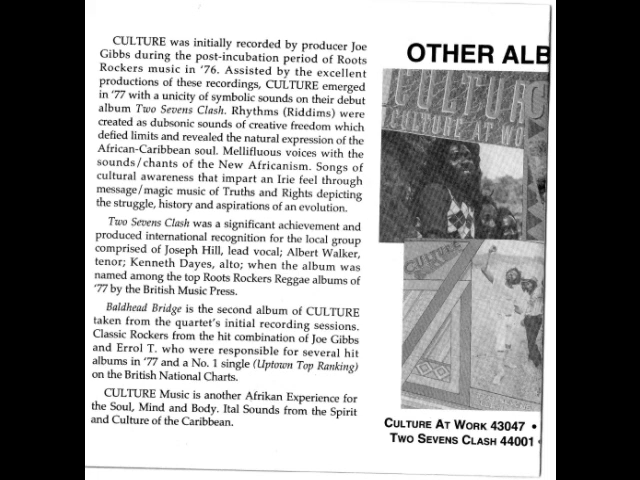 CULTURE was initially recorded by producer Joe
Gibbs during the post-incubation period of Roots
Rockers music in '76. Assisted by the excellent
productions of these recordings, CULTURE emerged
in '77 with a unicity of symbolic sounds on their debut
album Two Sevens Clash. Rhythms (Riddims) were
created as dubsonic sounds of creative freedom which
defied limits and revealed the natural expression of the
African-Caribbean soul. Mellifluous voices with the
sounds/chants of the New Africanism. Songs of
cultural awareness that impart an Irie feel through
message/magic music of Truths and Rights depicting
the struggle, history and aspirations of an evolution.
Two Sevens Clash was a significant achievement and
produced international recognition for the local group
comprised of Joseph Hill, lead vocal; Albert Walker,
tenor; Kenneth Dayes, alto; when the album was
named among the top Roots Rockers Reggae albums of
'77 by the British Music Press.
Baldhead Bridge is the second album of CULTURE
taken from the quartet's initial recording sessions.
Classic Rockers from the hit combination of Joe Gibbs
and Errol T. who were responsible for several hit
albums in '77 and a No. 1 single (Uptown Top Ranking)
on the British National Charts.
CULTURE Music is another Afrikan Experience for
the Soul, Mind and Body. Ital Sounds from the Spirit
and Culture of the Caribbean.
OTHER ALB
CULTURE
CULTURE AT WO
CULTURE
CULTURE AT WORK 43047 •
TWO SEVENS CLASH 44001 •